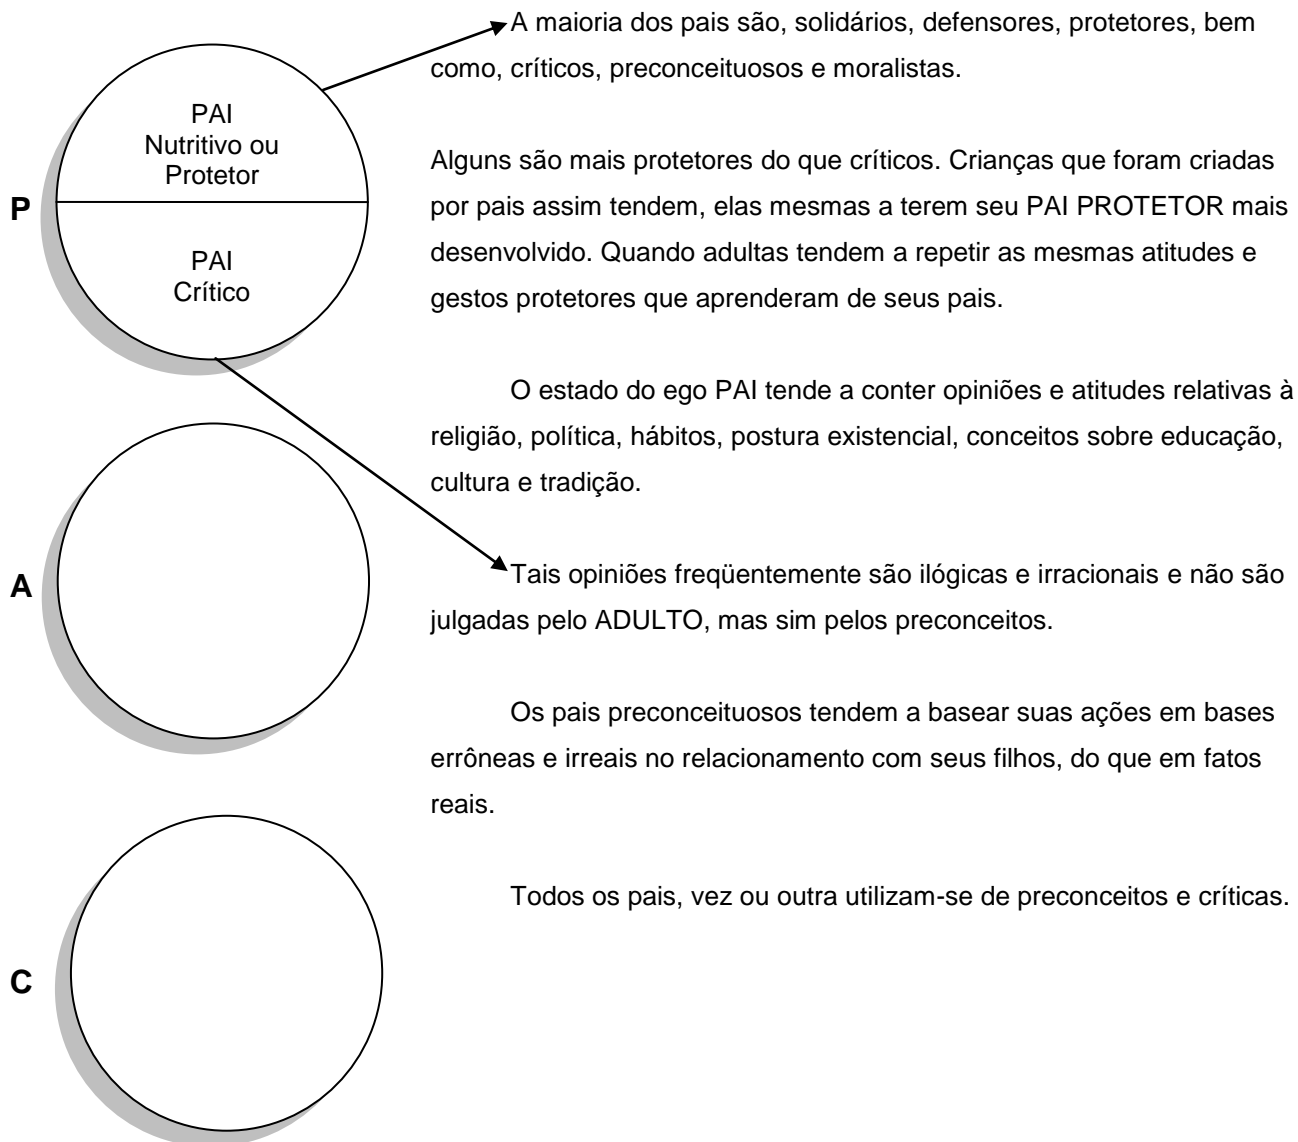 PAI
Nutritivo ou
Protetor
P
PAI
Crítico
A
C
A maioria dos pais são, solidários, defensores, protetores, bem
como, críticos, preconceituosos e moralistas.
Alguns são mais protetores do que críticos. Crianças que foram criadas
por pais assim tendem, elas mesmas a terem seu PAI PROTETOR mais
desenvolvido. Quando adultas tendem a repetir as mesmas atitudes e
gestos protetores que aprenderam de seus pais.
O estado do ego PAI tende a conter opiniões e atitudes relativas à
religião, política, hábitos, postura existencial, conceitos sobre educação,
cultura e tradição.
Tais opiniões freqüentemente são ilógicas e irracionais e não são
julgadas pelo ADULTO, mas sim pelos preconceitos.
Os pais preconceituosos tendem a basear suas ações em bases
errôneas e irreais no relacionamento com seus filhos, do que em fatos
reais.
Todos os pais, vez ou outra utilizam-se de preconceitos e críticas.